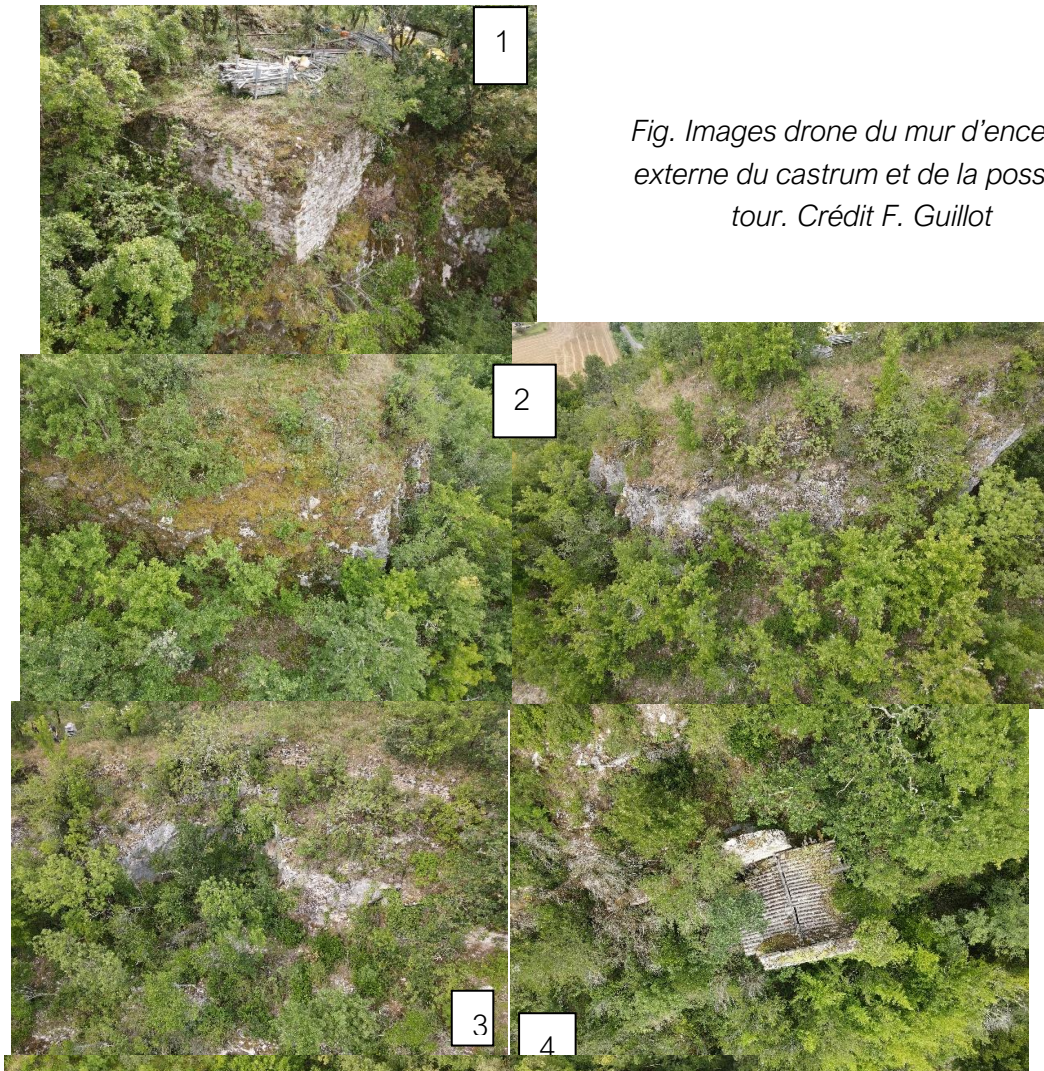 1
Fig. Images drone du mur d'ence
externe du castrum et de la poss
tour. Crédit F. Guillot
2
3
4